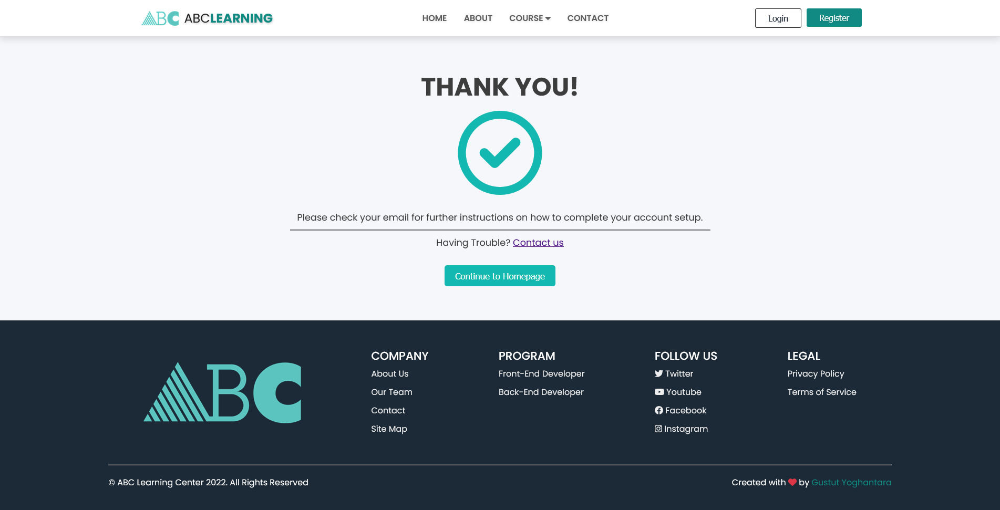 ABC ABCLEARNING
HOME ABOUT COURSE CONTACT
Login Register
THANK YOU!
Please check your email for further instructions on how to complete your account setup.
Having Trouble? Contact us
Continue to Homepage
ABC
COMPANY
About Us
Our Team
Contact
Site Map
PROGRAM
Front-End Developer
Back-End Developer
FOLLOW US
Twitter
Youtube
Facebook
Instagram
LEGAL
Privacy Policy
Terms of Service
© ABC Learning Center 2022. All Rights Reserved
Created with ❤ by Gustut Yoghantara